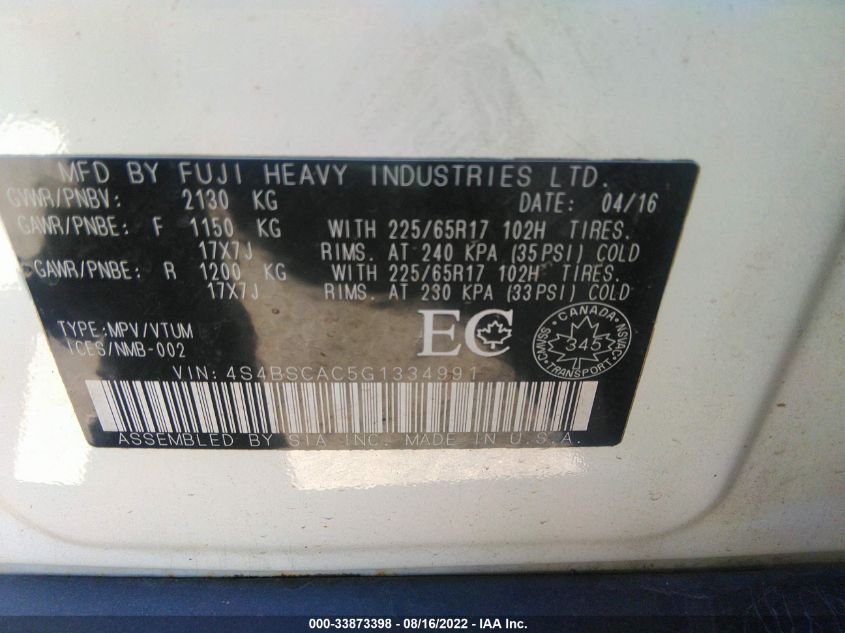 MFD BY FUJI HEAVY INDUSTRIES LTD.
GVWR/PNBV: 2130 KG DATE: 04/16
GAWR/PNBE: F 1150 KG WITH 225/65R17 102H TIRES.
17X7J RIMS. AT 240 KPA (35PSI) COLD
GAWR/PNBE: R 1200 KG WITH 225/65R17 102H TIRES.
17X7J RIMS. AT 230 KPA (33PSI) COLD
TYPE:MPV/VTUM
ICES/NMB-002
EC
CANADA
345
TRANSPORT
CMVSS
NSVAC
VIN: 4S4BSCAC5G1334991
ASSEMBLED BY SIA INC. MADE IN U.S.A.
000-33873398 - 08/16/2022 - IAA Inc.